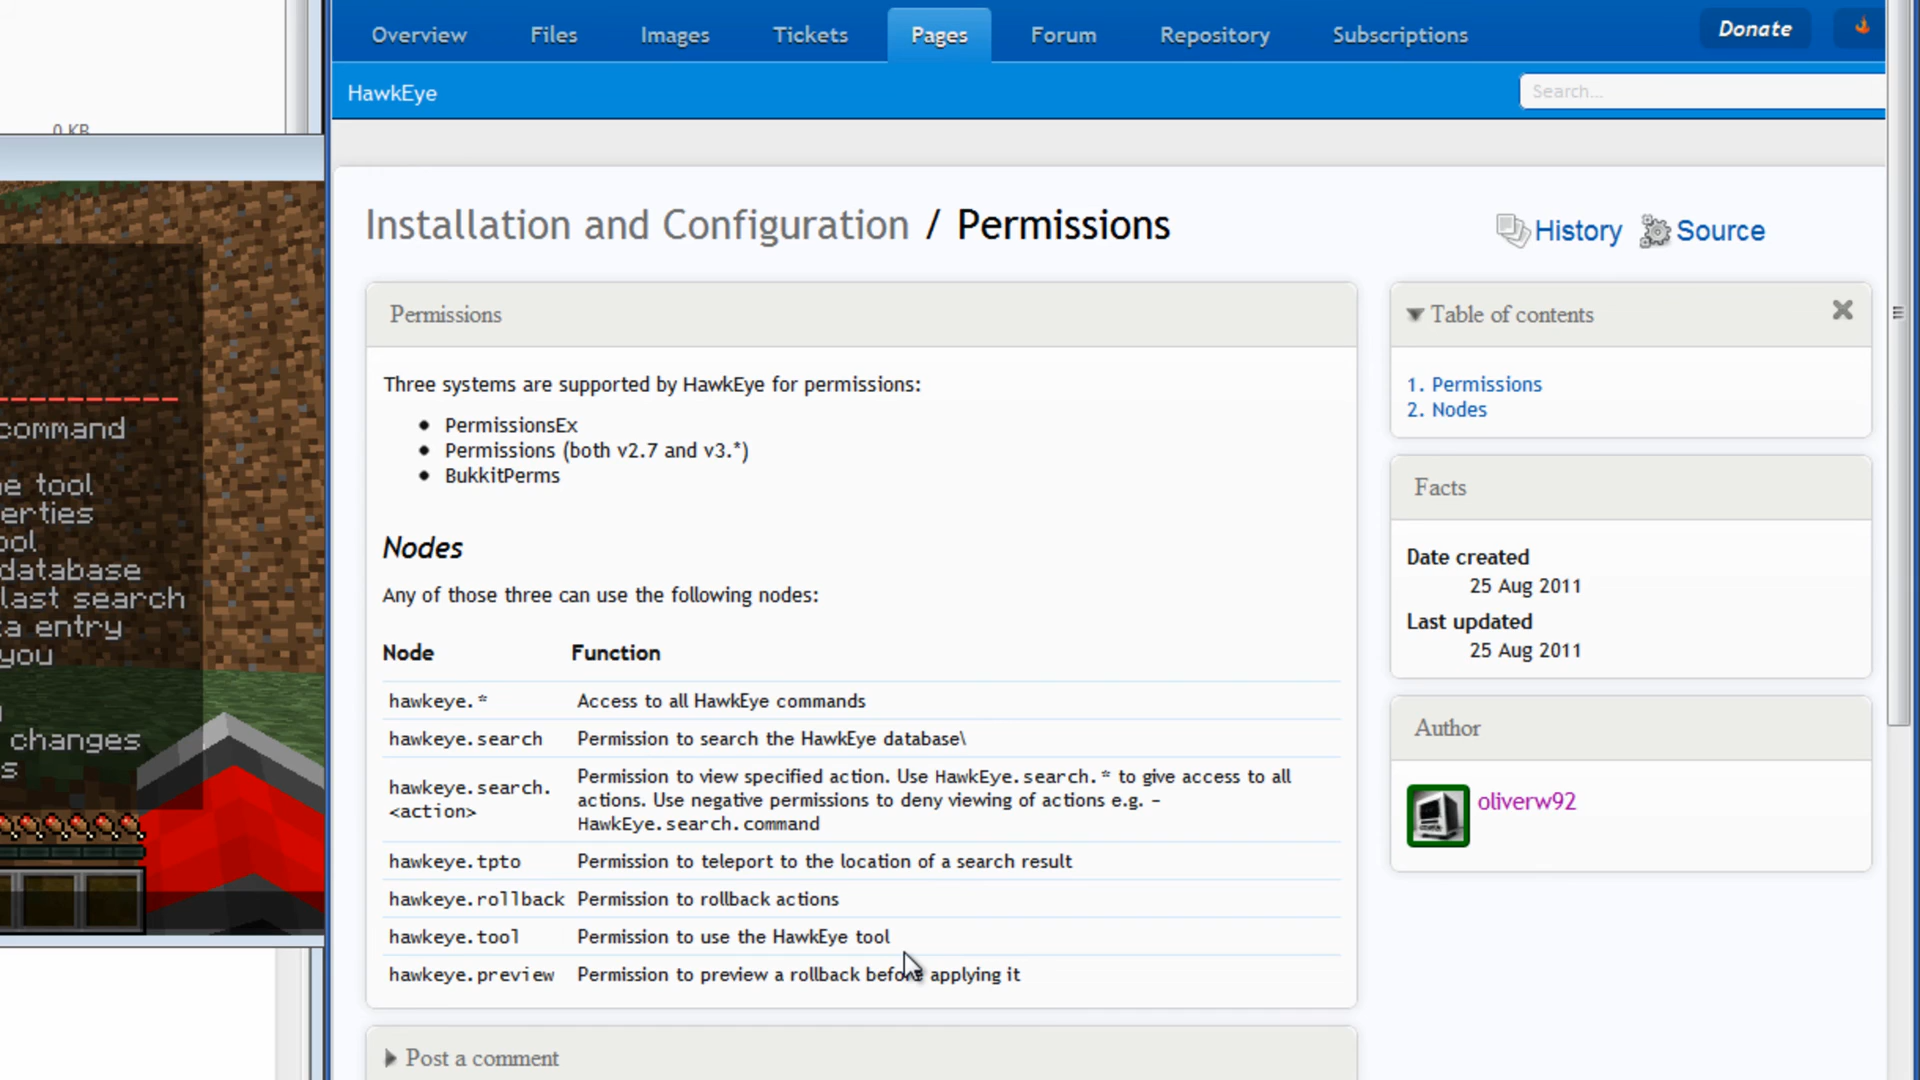 Overview Files Images Tickets Pages Forum Repository Subscriptions Donate
HawkEye Search...
0 KB
Installation and Configuration / Permissions
History Source
Permissions
Three systems are supported by HawkEye for permissions:
PermissionsEx
Permissions (both v2.7 and v3.*)
BukkitPerms
Nodes
Any of those three can use the following nodes:
Node Function
hawkeye.* Access to all HawkEye commands
hawkeye.search Permission to search the HawkEye database\
hawkeye.search.
<action>
Permission to view specified action. Use HawkEye.search.* to give access to all
actions. Use negative permissions to deny viewing of actions e.g. -
HawkEye.search.command
hawkeye.tpto Permission to teleport to the location of a search result
hawkeye.rollback Permission to rollback actions
hawkeye.tool Permission to use the HawkEye tool
hawkeye.preview Permission to preview a rollback before applying it
Post a comment
Table of contents
1. Permissions
2. Nodes
Facts
Date created
25 Aug 2011
Last updated
25 Aug 2011
Author
oliverw92
command
tool
erties
ool
database
last search
entry
you
changes